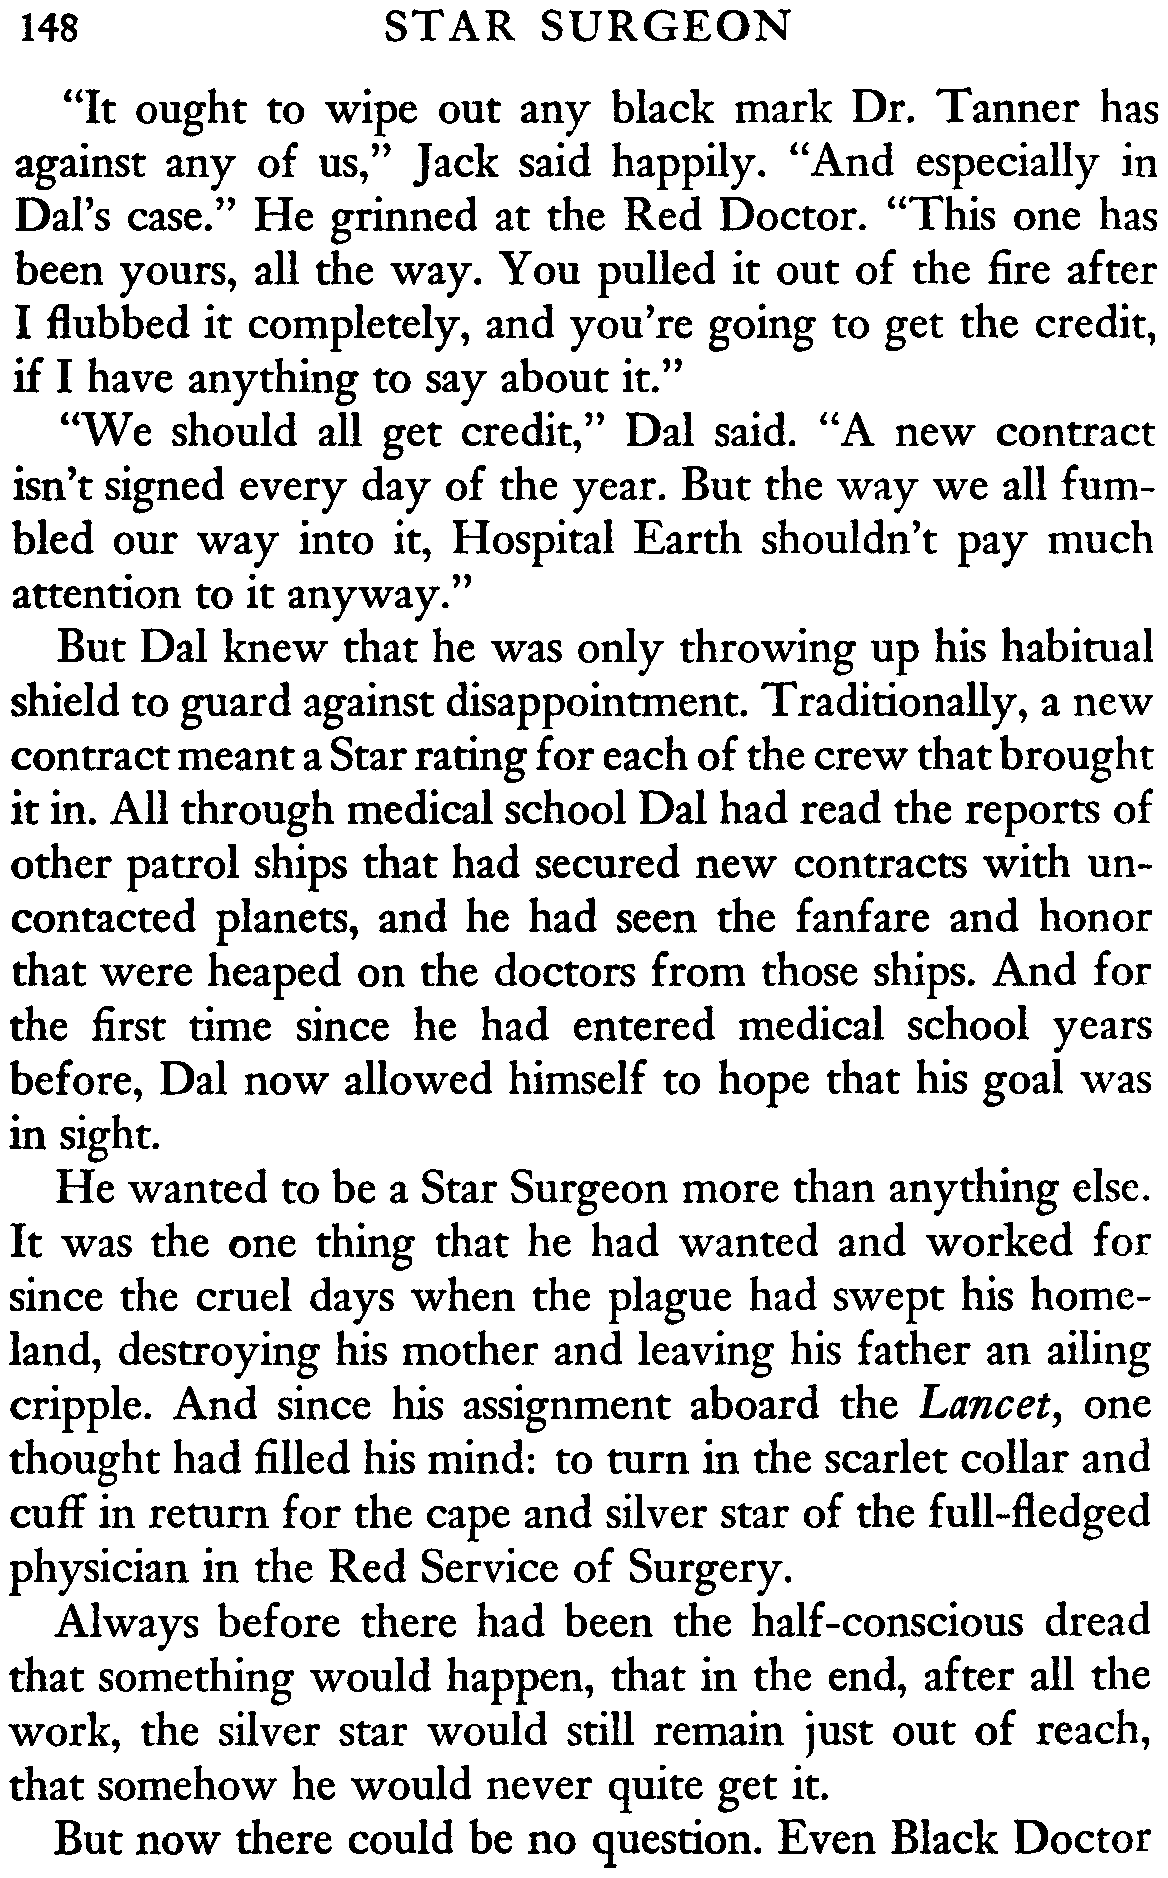 148 STAR SURGEON
“It ought to wipe out any black mark Dr. Tanner has
against any of us,” Jack said happily. “And especially in
Dal’s case.” He grinned at the Red Doctor. “This one has
been yours, all the way. You pulled it out of the fire after
I flubbed it completely, and you’re going to get the credit,
if I have anything to say about it.”
“We should all get credit,” Dal said. “A new contract
isn’t signed every day of the year. But the way we all fum-
bled our way into it, Hospital Earth shouldn’t pay much
attention to it anyway.”
But Dal knew that he was only throwing up his habitual
shield to guard against disappointment. Traditionally, a new
contract meant a Star rating for each of the crew that brought
it in. All through medical school Dal had read the reports of
other patrol ships that had secured new contracts with un-
contacted planets, and he had seen the fanfare and honor
that were heaped on the doctors from those ships. And for
the first time since he had entered medical school years
before, Dal now allowed himself to hope that his goal was
in sight.
He wanted to be a Star Surgeon more than anything else.
It was the one thing that he had wanted and worked for
since the cruel days when the plague had swept his home-
land, destroying his mother and leaving his father an ailing
cripple. And since his assignment aboard the Lancet, one
thought had filled his mind: to turn in the scarlet collar and
cuff in return for the cape and silver star of the full-fledged
physician in the Red Service of Surgery.
Always before there had been the half-conscious dread
that something would happen, that in the end, after all the
work, the silver star would still remain just out of reach,
that somehow he would never quite get it.
But now there could be no question. Even Black Doctor